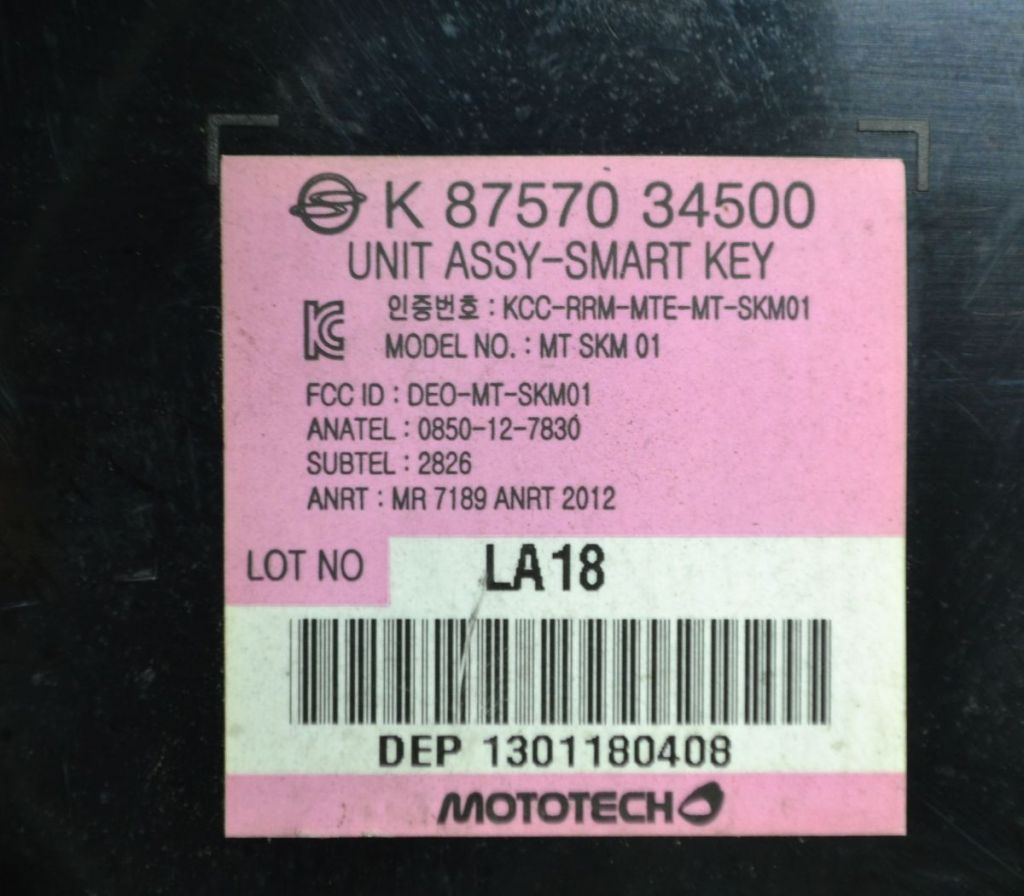 K 87570 34500
UNIT ASSY-SMART KEY
인증번호 : KCC-RRM-MTE-MT-SKM01
MODEL NO. : MT SKM 01
FCC ID : DEO-MT-SKM01
ANATEL : 0850-12-7830
SUBTEL : 2826
ANRT : MR 7189 ANRT 2012
LOT NO LA18
DEP 1301180408
MOTOTECH